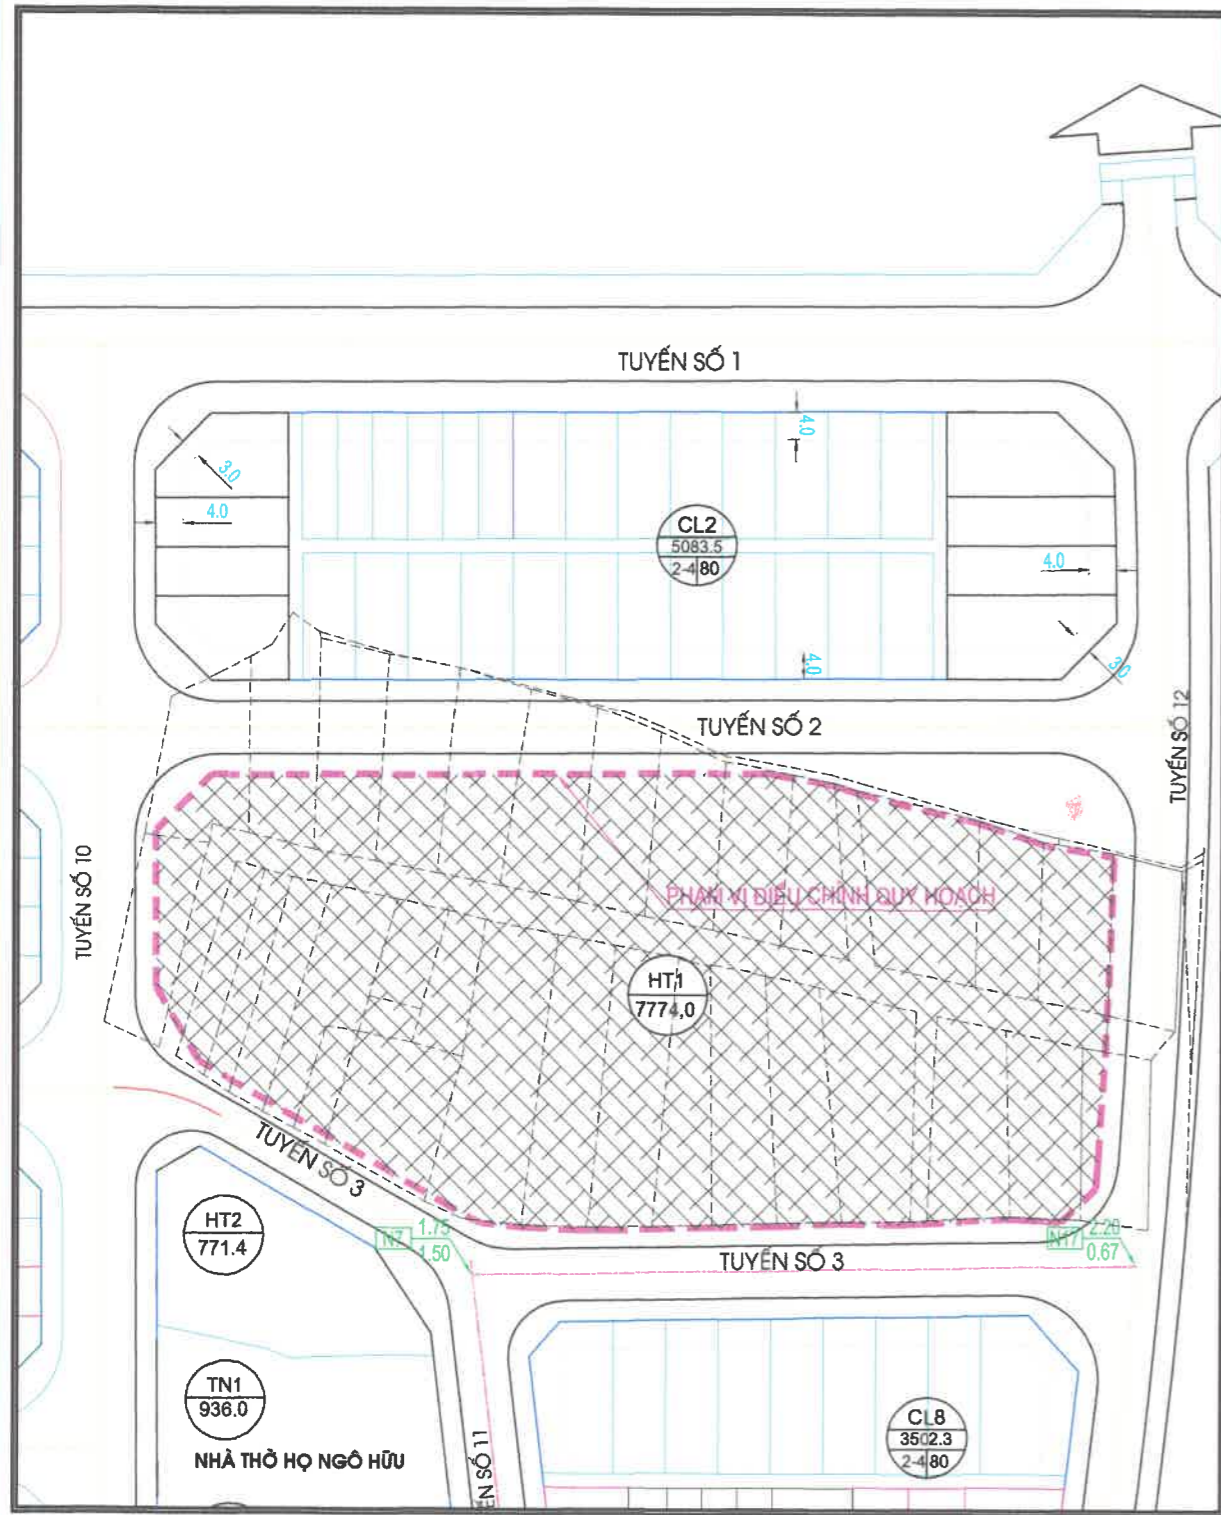 TUYẾN SỐ 1
4.0
3.0
4.0
CL2
5083.5
2-4 80
4.0
4.0
3.0
TUYẾN SỐ 2
TUYẾN SỐ 12
TUYẾN SỐ 10
PHẠM VI ĐIỀU CHỈNH QUY HOẠCH
HT1
7774,0
TUYẾN SỐ 3
HT2
771.4
N7 1.75
1.50
TUYẾN SỐ 3
N17 2.20
0.67
TN1
936.0
NHÀ THỜ HỌ NGÔ HỮU
ẾN SỐ 11
CL8
3502.3
2-4 80